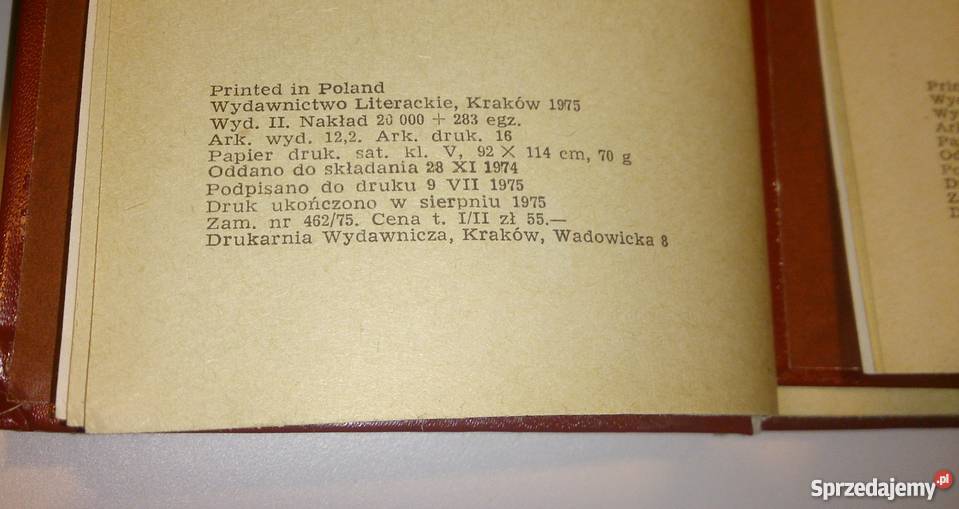 Printed in Poland
Wydawnictwo Literackie, Kraków 1975
Wyd. II. Nakład 20 000 + 283 egz.
Ark. wyd. 12,2. Ark. druk. 16
Papier druk. sat. kl. V, 92 × 114 cm, 70 g
Oddano do składania 28 XI 1974
Podpisano do druku 9 VII 1975
Druk ukończono w sierpniu 1975
Zam. nr 462/75. Cena t. I/II zł 55.—
Drukarnia Wydawnicza, Kraków, Wadowicka 8
Sprzedajemy.pl